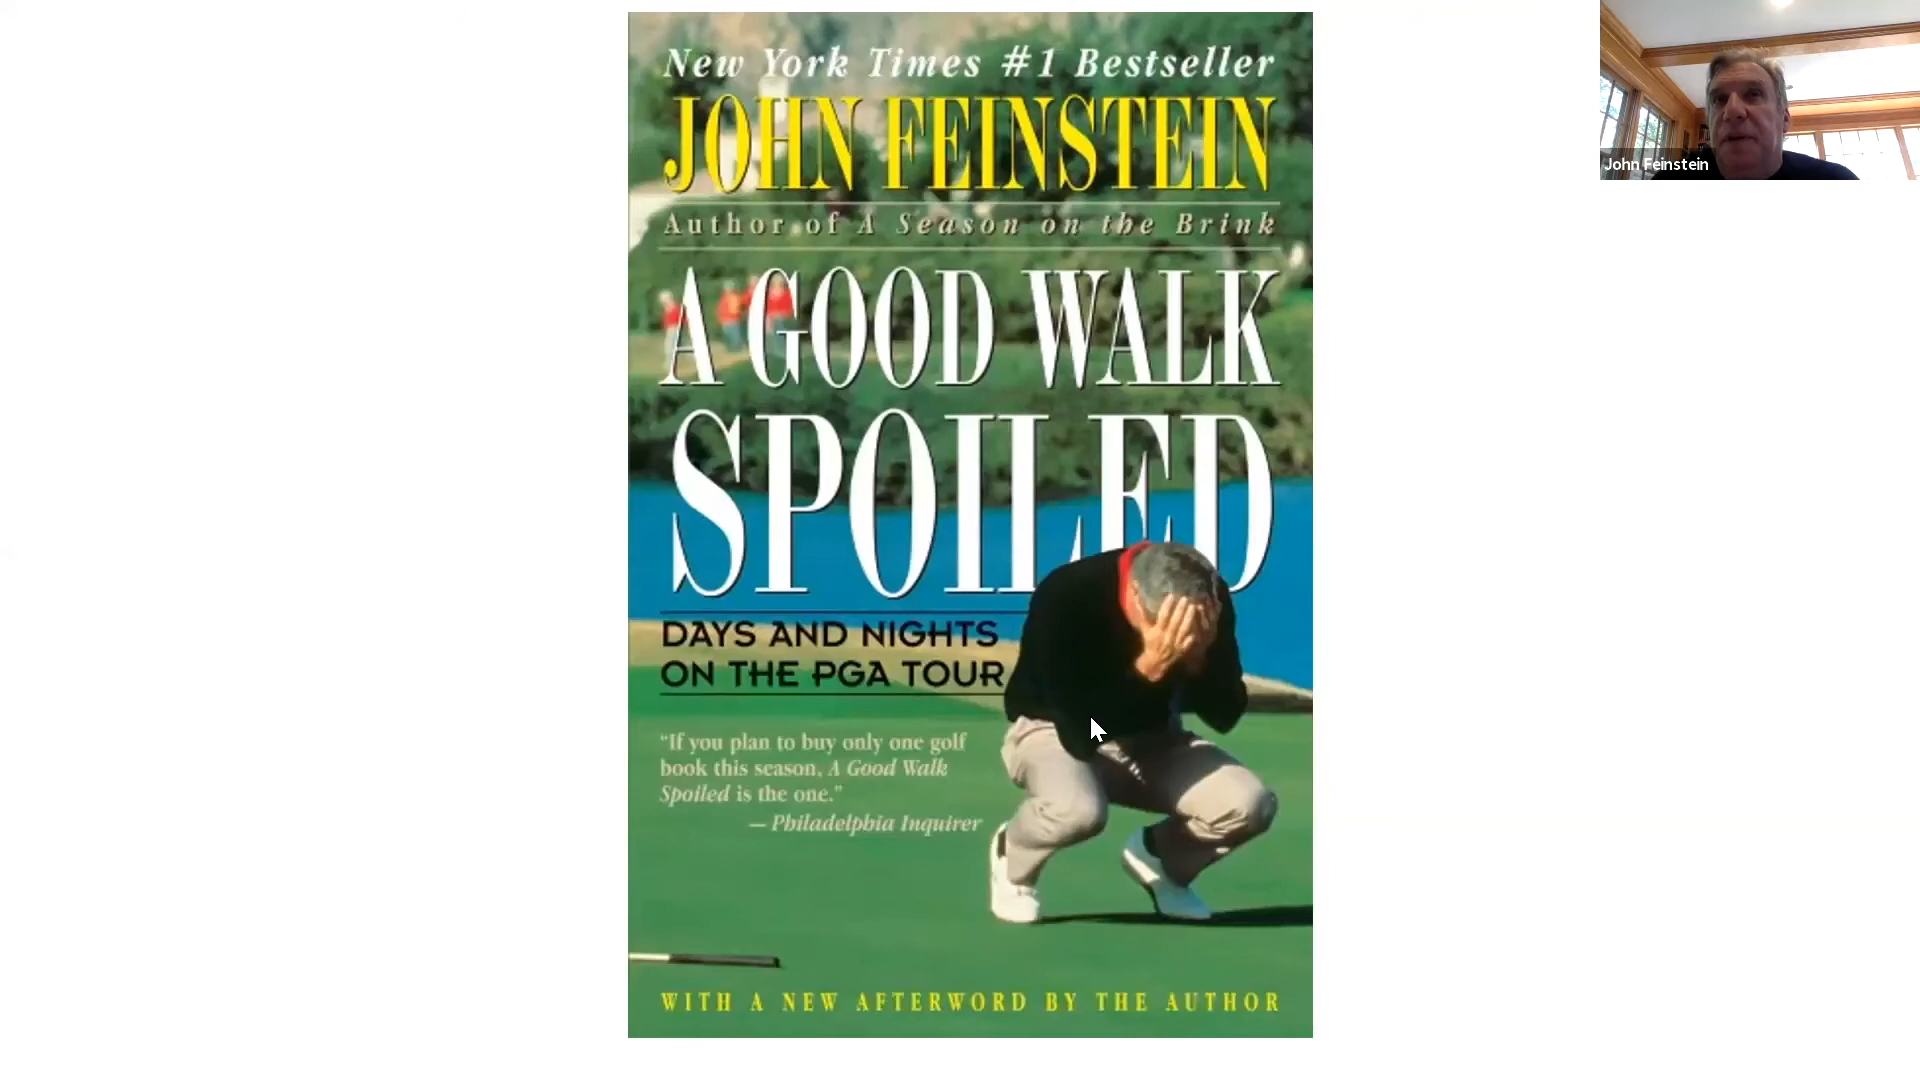 New York Times #1 Bestseller
JOHN FEINSTEIN
Author of A Season on the Brink
A GOOD WALK
SPOILED
DAYS AND NIGHTS
ON THE PGA TOUR
“If you plan to buy only one golf
book this season, A Good Walk
Spoiled is the one.”
— Philadelphia Inquirer
WITH A NEW AFTERWORD BY THE AUTHOR
John Feinstein